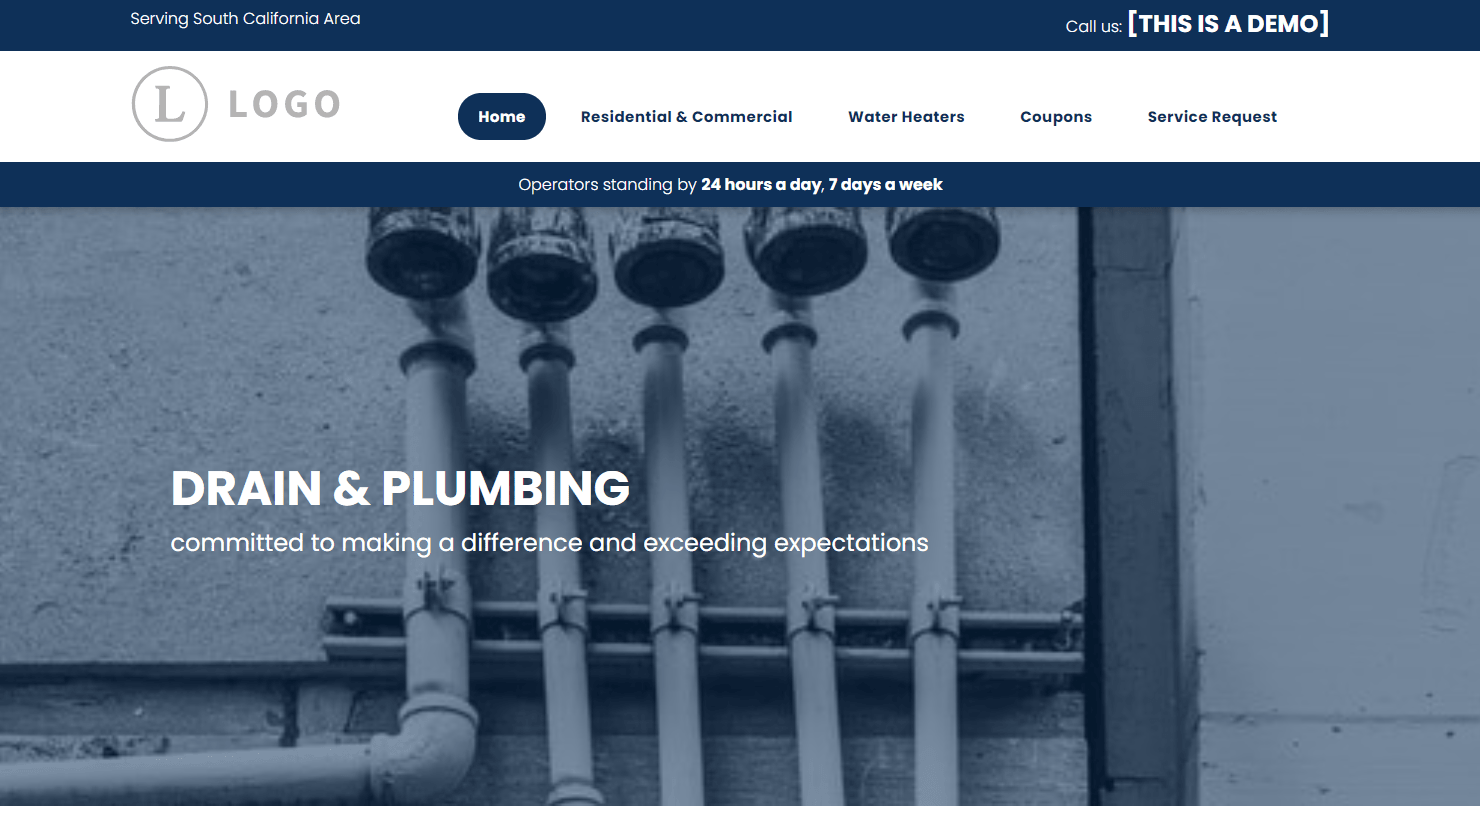 Serving South California Area
Call us: [THIS IS A DEMO]
L LOGO
Home Residential & Commercial Water Heaters Coupons Service Request
Operators standing by 24 hours a day, 7 days a week
DRAIN & PLUMBING
committed to making a difference and exceeding expectations